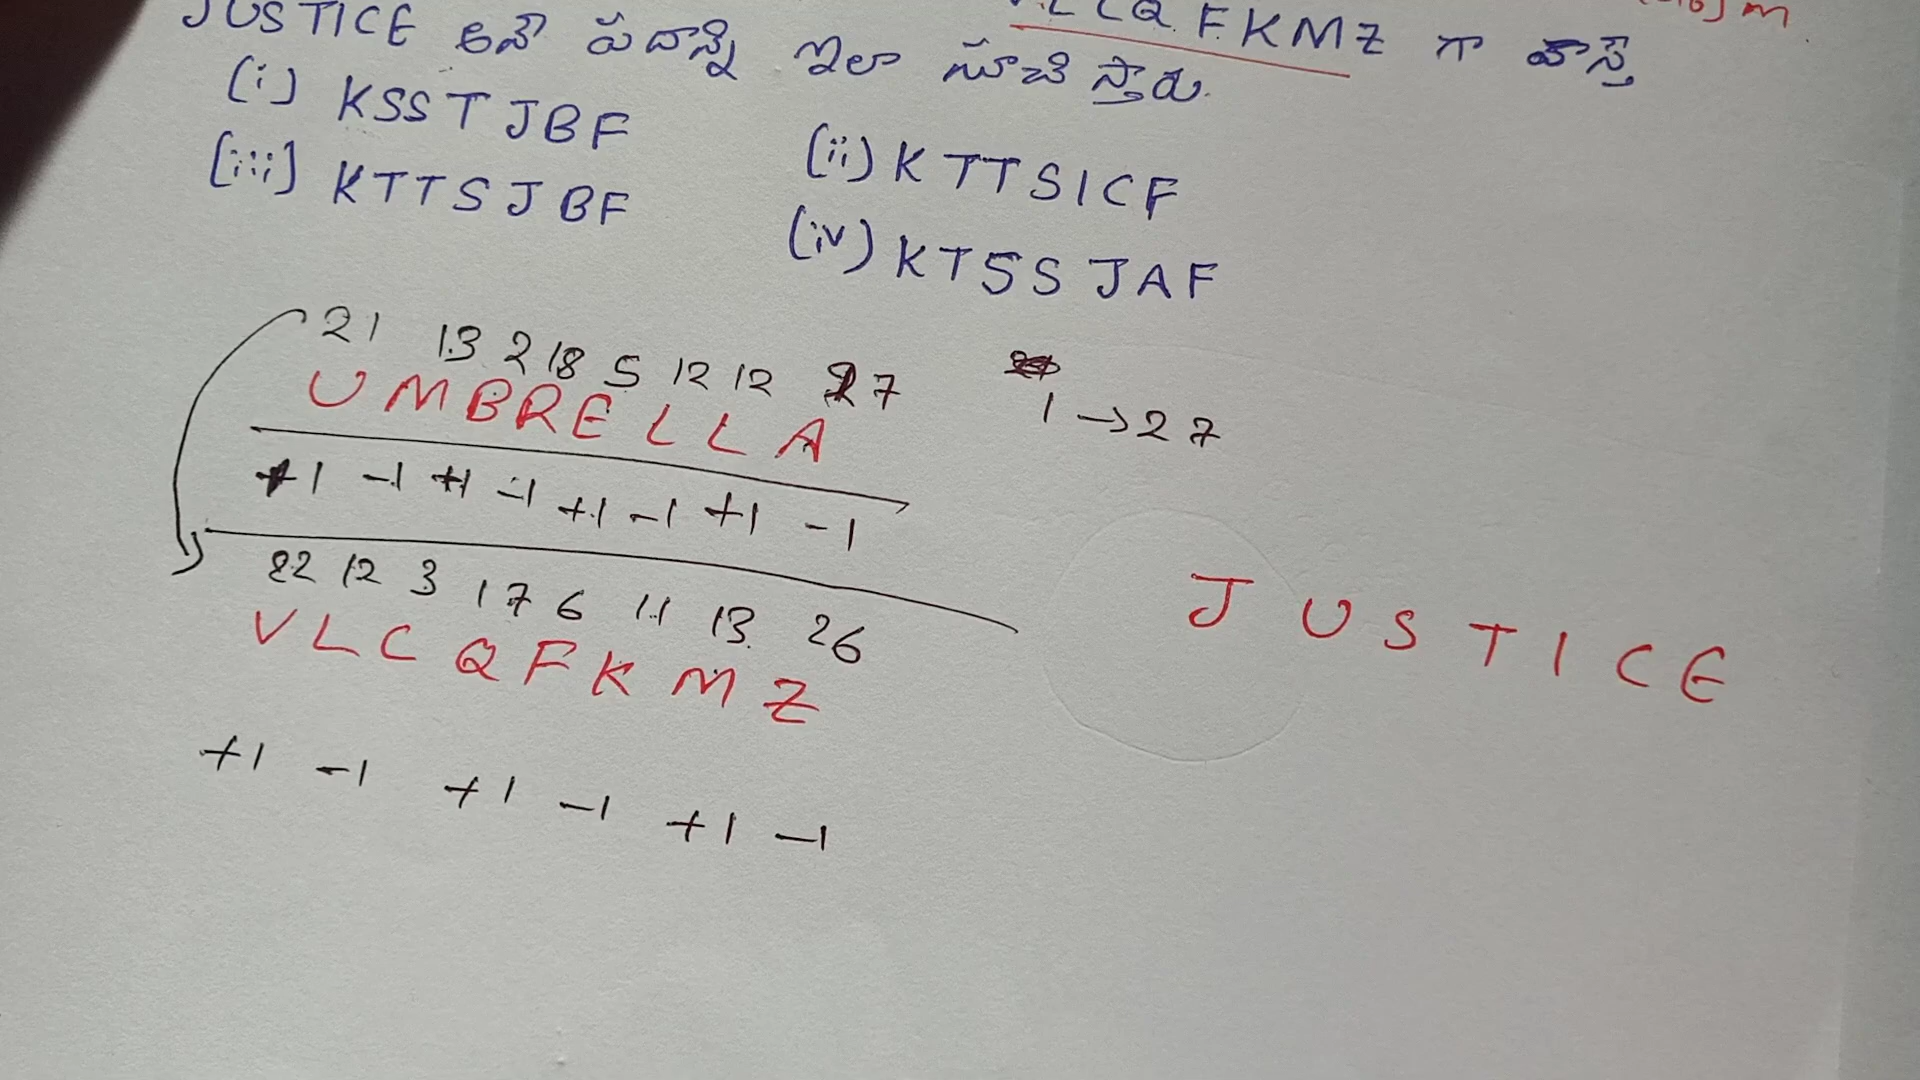 JUSTICE అనే పదాన్ని ఇలా సూచిస్తారు. LCQFKMZ గా వ్రాస్తే
(i) KSSTJBF
(ii) KTTSICF
(iii) KTTSJBF
(iv) KTSSJAF
21 13 2 18 5 12 12 27
1 → 27
UMBRELLA
+1 -1 +1 -1 +1 -1 +1 -1
22 12 3 17 6 11 13 26
VLCQFKMZ
JUSTICE
+1 -1 +1 -1 +1 -1